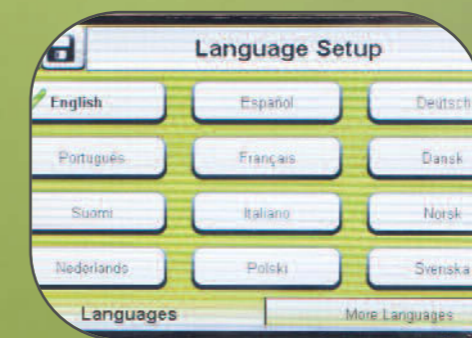 Language Setup
English Español Deutsch
Português Français Dansk
Suomi Italiano Norsk
Nederlands Polski Svenska
Languages More Languages